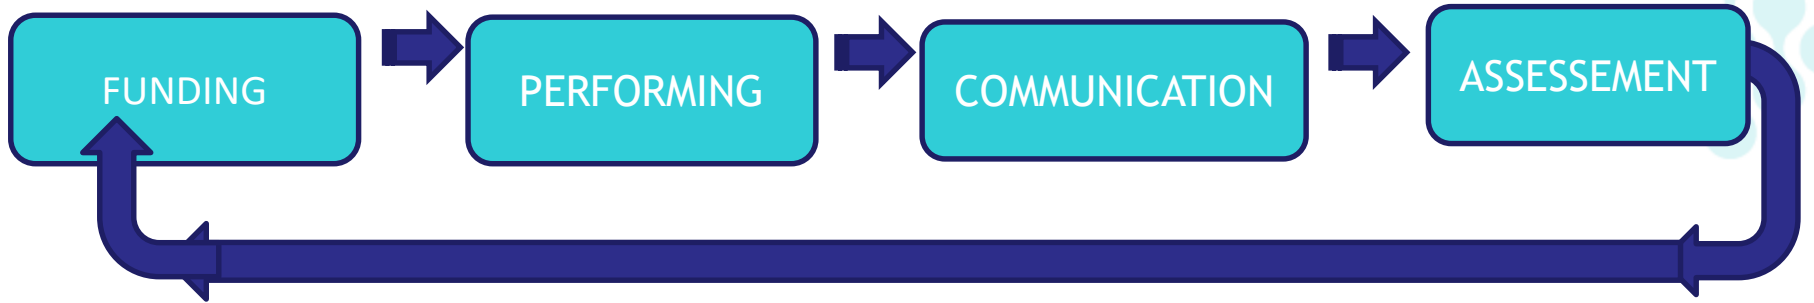 FUNDING
PERFORMING
COMMUNICATION
ASSESSEMENT